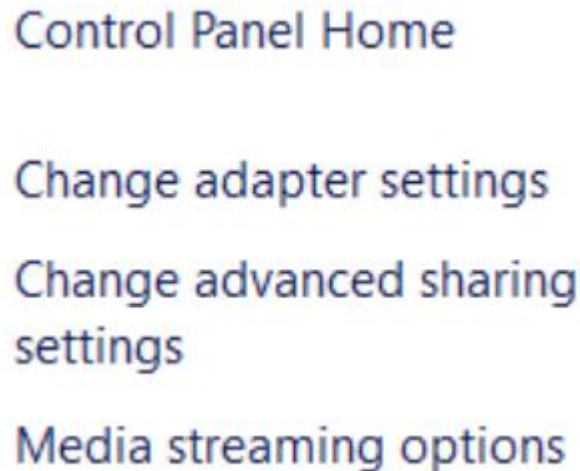 Control Panel Home
Change adapter settings
Change advanced sharing
settings
Media streaming options